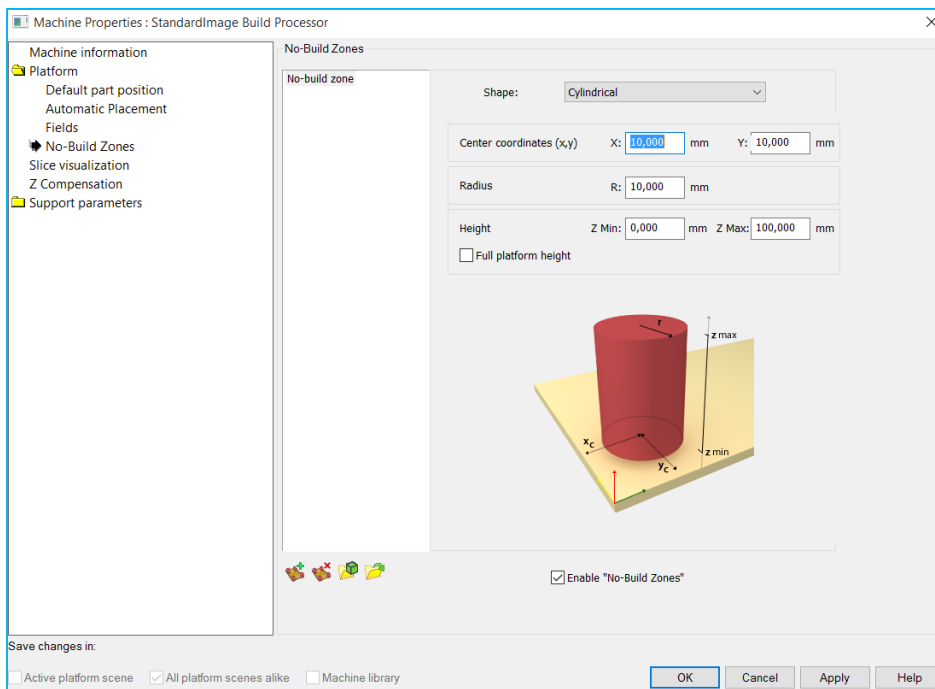 Machine Properties : StandardImage Build Processor
Machine information
Platform
Default part position
Automatic Placement
Fields
No-Build Zones
Slice visualization
Z Compensation
Support parameters
No-Build Zones
No-build zone
Shape: Cylindrical
Center coordinates (x,y) X: 10,000 mm Y: 10,000 mm
Radius R: 10,000 mm
Height Z Min: 0,000 mm Z Max: 100,000 mm
Full platform height
r
z max
xc
yc
z min
Enable "No-Build Zones"
Save changes in:
Active platform scene All platform scenes alike Machine library OK Cancel Apply Help